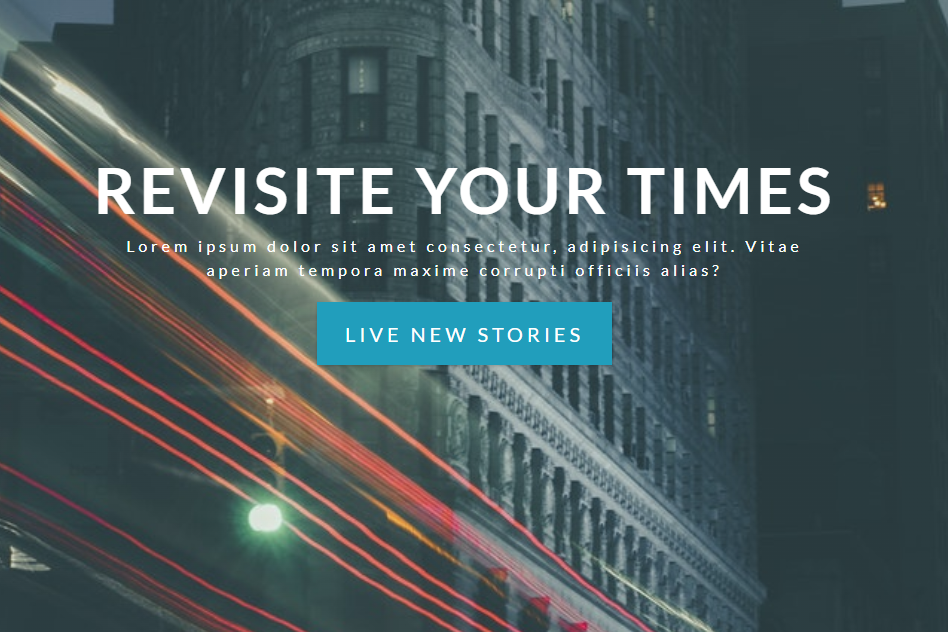 REVISITE YOUR TIMES
Lorem ipsum dolor sit amet consectetur, adipisicing elit. Vitae
aperiam tempora maxime corrupti officiis alias?
LIVE NEW STORIES